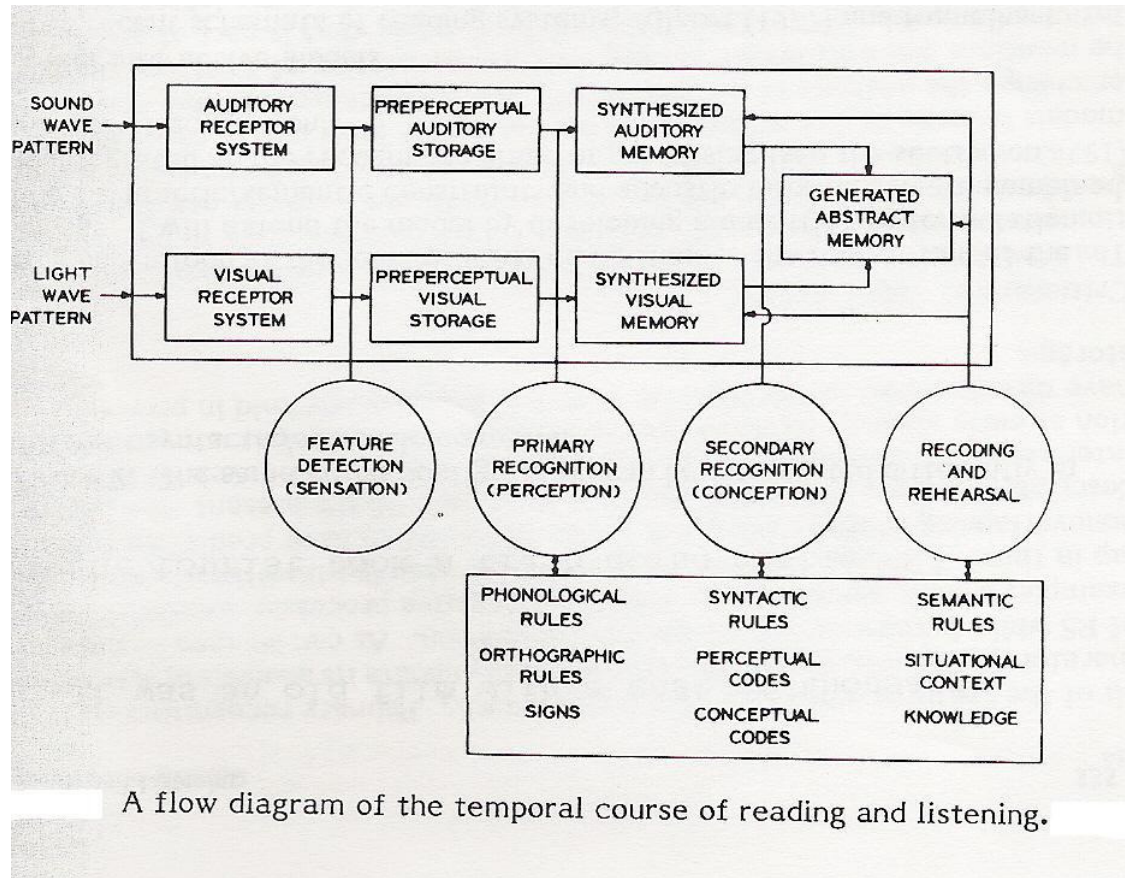 SOUND
WAVE
PATTERN
AUDITORY
RECEPTOR
SYSTEM
PREPERCEPTUAL
AUDITORY
STORAGE
SYNTHESIZED
AUDITORY
MEMORY
GENERATED
ABSTRACT
MEMORY
LIGHT
WAVE
PATTERN
VISUAL
RECEPTOR
SYSTEM
PREPERCEPTUAL
VISUAL
STORAGE
SYNTHESIZED
VISUAL
MEMORY
FEATURE
DETECTION
(SENSATION)
PRIMARY
RECOGNITION
(PERCEPTION)
SECONDARY
RECOGNITION
(CONCEPTION)
RECODING
AND
REHEARSAL
PHONOLOGICAL
RULES
ORTHOGRAPHIC
RULES
SIGNS
SYNTACTIC
RULES
PERCEPTUAL
CODES
CONCEPTUAL
CODES
SEMANTIC
RULES
SITUATIONAL
CONTEXT
KNOWLEDGE
A flow diagram of the temporal course of reading and listening.